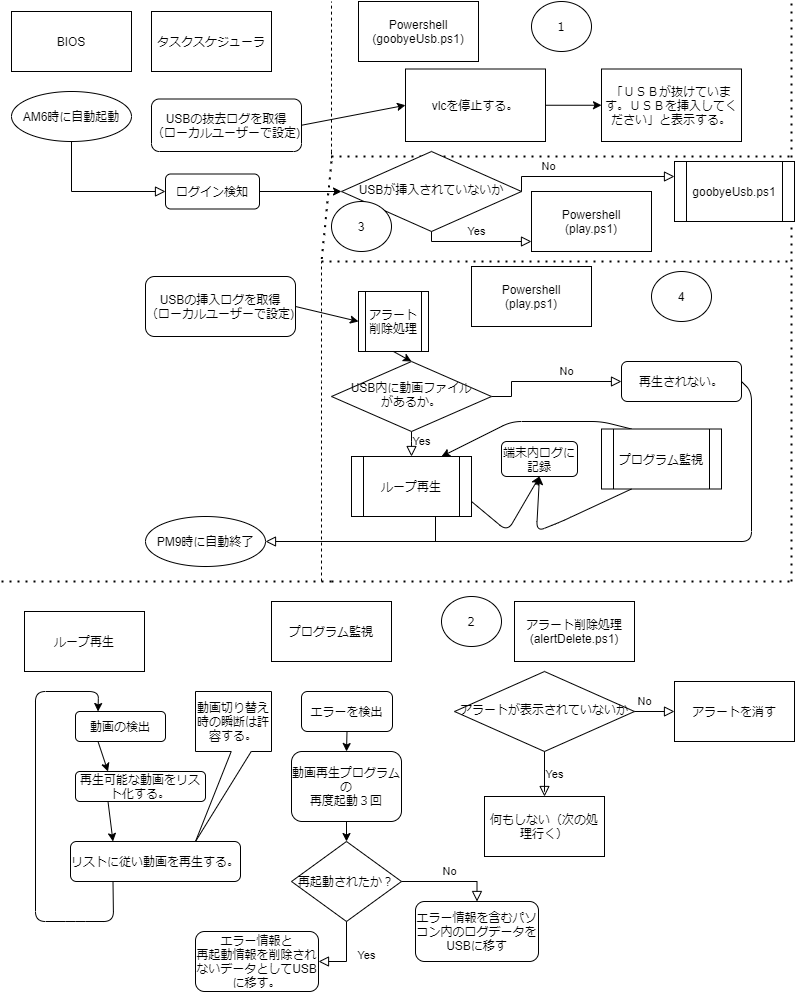 BIOS
タスクスケジューラ
Powershell
(goobyeUsb.ps1)
1
AM6時に自動起動
USBの抜去ログを取得
（ローカルユーザーで設定)
vlcを停止する。
「ＵＳＢが抜けていま
す。ＵＳＢを挿入してく
ださい」と表示する。
ログイン検知
USBが挿入されていないか
No
goobyeUsb.ps1
3
Yes
Powershell
(play.ps1)
USBの挿入ログを取得
（ローカルユーザーで設定)
アラート
削除処理
Powershell
(play.ps1)
4
USB内に動画ファイル
があるか。
No
再生されない。
Yes
ループ再生
端末内ログに
記録
プログラム監視
PM9時に自動終了
ループ再生
プログラム監視
2
アラート削除処理
(alertDelete.ps1)
動画の検出
動画切り替え
時の瞬断は許
容する。
エラーを検出
アラートが表示されていないか
No
アラートを消す
再生可能な動画をリス
ト化する。
動画再生プログラム
の
再度起動３回
Yes
何もしない（次の処
理行く）
リストに従い動画を再生する。
再起動されたか？
No
エラー情報を含むパソ
コン内のログデータを
USBに移す
Yes
エラー情報と
再起動情報を削除され
ないデータとしてUSB
に移す。